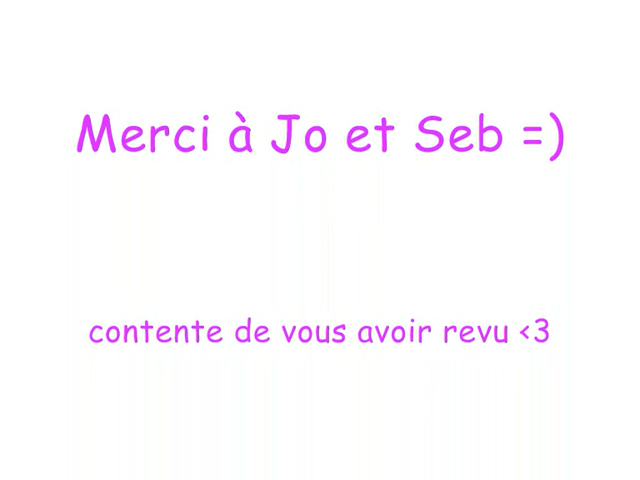 Merci à Jo et Seb =)
contente de vous avoir revu <3